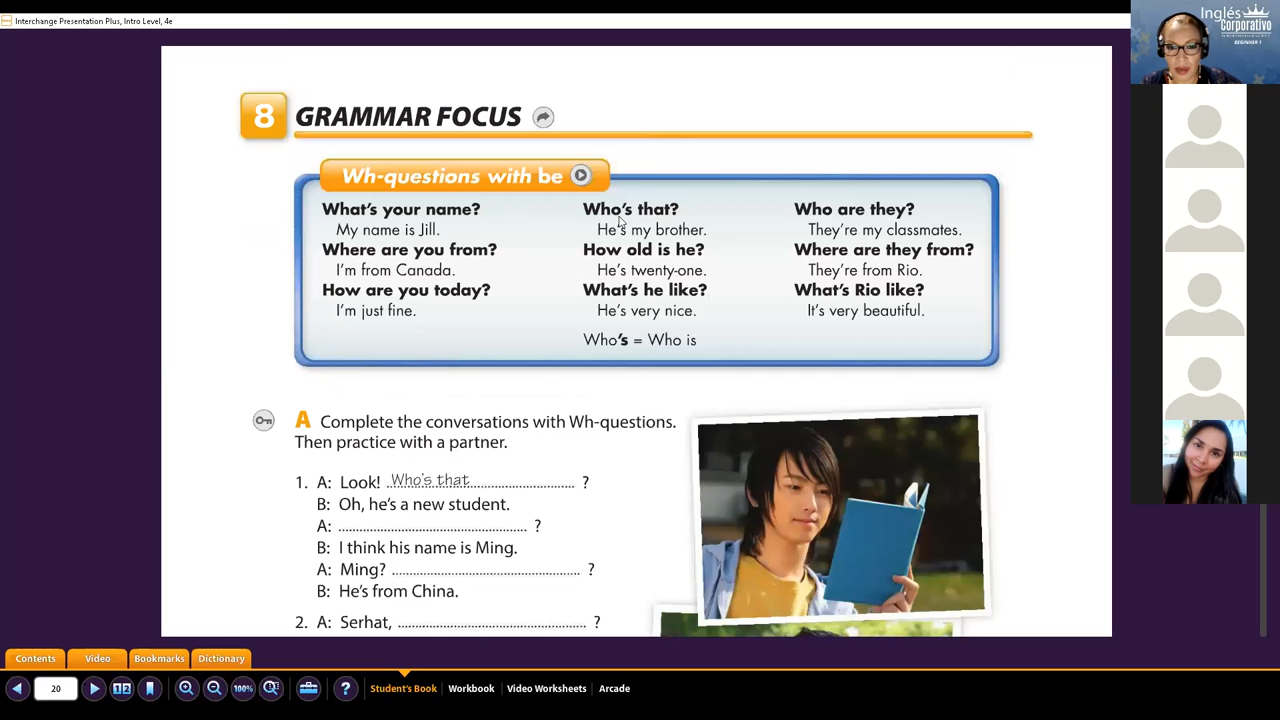 Interchange Presentation Plus, Intro Level, 4e
Inglés
Corporativo
BEGINNER 1
8 GRAMMAR FOCUS
Wh-questions with be
What's your name?
My name is Jill.
Where are you from?
I'm from Canada.
How are you today?
I'm just fine.
Who's that?
He's my brother.
How old is he?
He's twenty-one.
What's he like?
He's very nice.
Who's = Who is
Who are they?
They're my classmates.
Where are they from?
They're from Rio.
What's Rio like?
It's very beautiful.
A Complete the conversations with Wh-questions.
Then practice with a partner.
1. A: Look! Who's that ?
B: Oh, he's a new student.
A: ?
B: I think his name is Ming.
A: Ming? ?
B: He's from China.
2. A: Serhat, ?
Contents Video Bookmarks Dictionary
20 1 2 100% ? Student's Book Workbook Video Worksheets Arcade